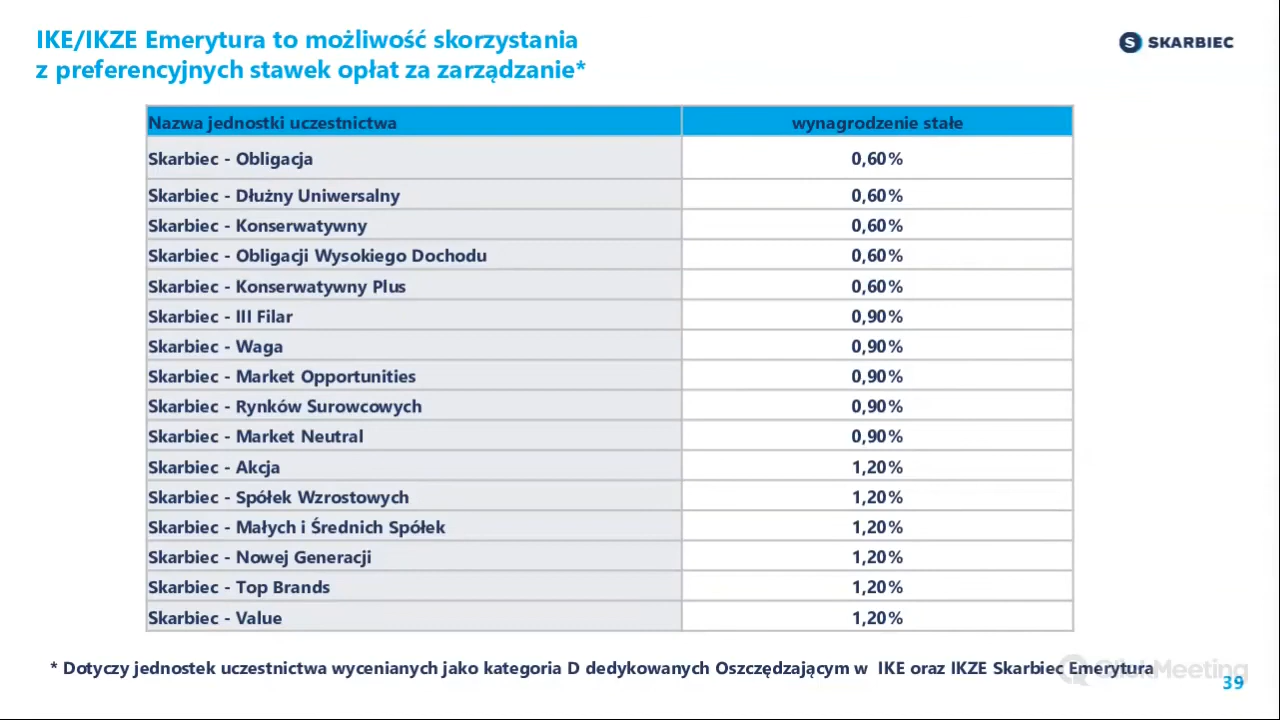 IKE/IKZE Emerytura to możliwość skorzystania
z preferencyjnych stawek opłat za zarządzanie*
S SKARBIEC
Nazwa jednostki uczestnictwa wynagrodzenie stałe
Skarbiec - Obligacja 0,60%
Skarbiec - Dłużny Uniwersalny 0,60%
Skarbiec - Konserwatywny 0,60%
Skarbiec - Obligacji Wysokiego Dochodu 0,60%
Skarbiec - Konserwatywny Plus 0,60%
Skarbiec - III Filar 0,90%
Skarbiec - Waga 0,90%
Skarbiec - Market Opportunities 0,90%
Skarbiec - Rynków Surowcowych 0,90%
Skarbiec - Market Neutral 0,90%
Skarbiec - Akcja 1,20%
Skarbiec - Spółek Wzrostowych 1,20%
Skarbiec - Małych i Średnich Spółek 1,20%
Skarbiec - Nowej Generacji 1,20%
Skarbiec - Top Brands 1,20%
Skarbiec - Value 1,20%
* Dotyczy jednostek uczestnictwa wycenianych jako kategoria D dedykowanych Oszczędzającym w IKE oraz IKZE Skarbiec Emerytura
ClickMeeting
39